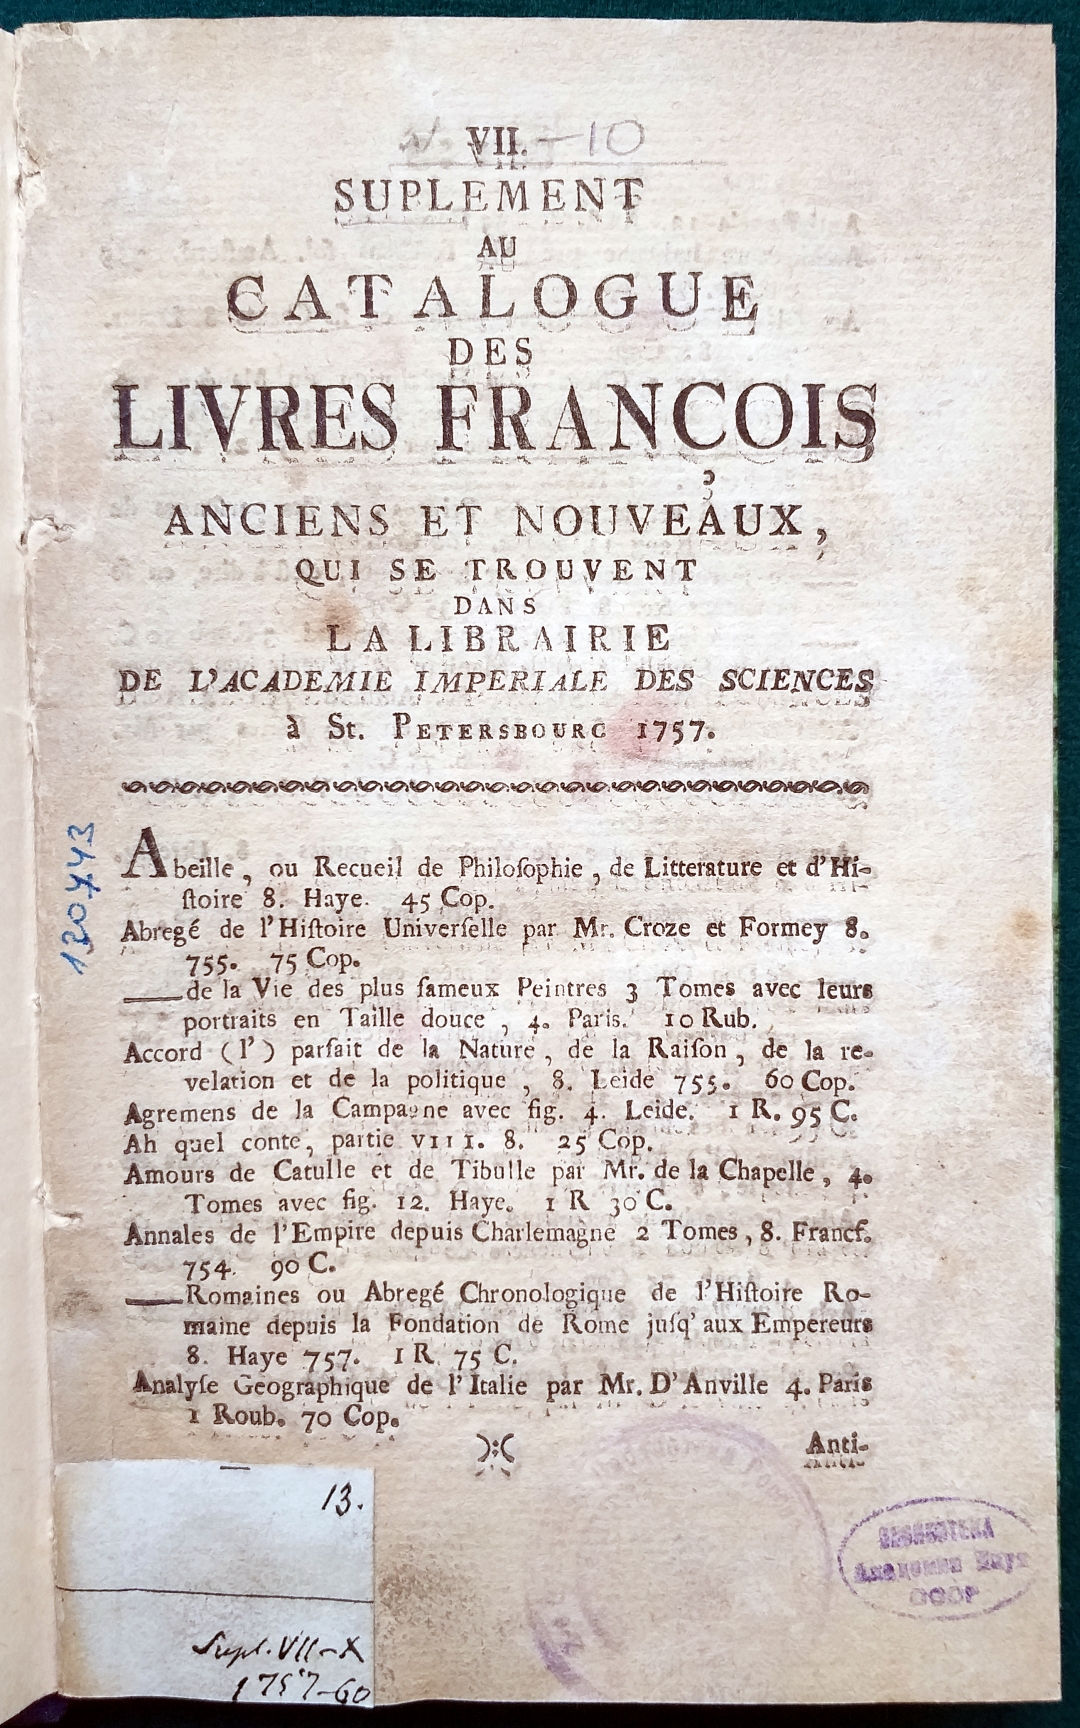 VII. - 10
SUPLEMENT
AU
CATALOGUE
DES
LIVRES FRANCOIS
ANCIENS ET NOUVEAUX,
QUI SE TROUVENT
DANS
LA LIBRAIRIE
DE L'ACADEMIE IMPERIALE DES SCIENCES
à St. PETERSBOURG 1757.
Abeille, ou Recueil de Philoſophie, de Litterature et d'Hi-
ſtoire 8. Haye. 45 Cop.
Abregé de l'Hiſtoire Univerſelle par Mr. Croze et Formey 8.
755. 75 Cop.
___de la Vie des plus fameux Peintres 3 Tomes avec leurs
portraits en Taille douce, 4. Paris. 10 Rub.
Accord (l') parfait de la Nature, de la Raiſon, de la re-
velation et de la politique, 8. Leide 755. 60 Cop.
Agremens de la Campagne avec fig. 4. Leide. 1 R. 95 C.
Ah quel conte, partie VIII. 8. 25 Cop.
Amours de Catulle et de Tibulle par Mr. de la Chapelle, 4.
Tomes avec fig. 12. Haye. 1 R 30 C.
Annales de l'Empire depuis Charlemagne 2 Tomes, 8. Francf.
754. 90 C.
___Romaines ou Abregé Chronologique de l'Hiſtoire Ro-
maine depuis la Fondation de Rome juſq'aux Empereurs
8. Haye 757. 1 R. 75 C.
Analyſe Geographique de l'Italie par Mr. D'Anville 4. Paris
1 Roub. 70 Cop.
Anti-
120743
13.
Supl. VII-X
1757-60
БИБЛИОТЕКА
Академии Наук
СССР